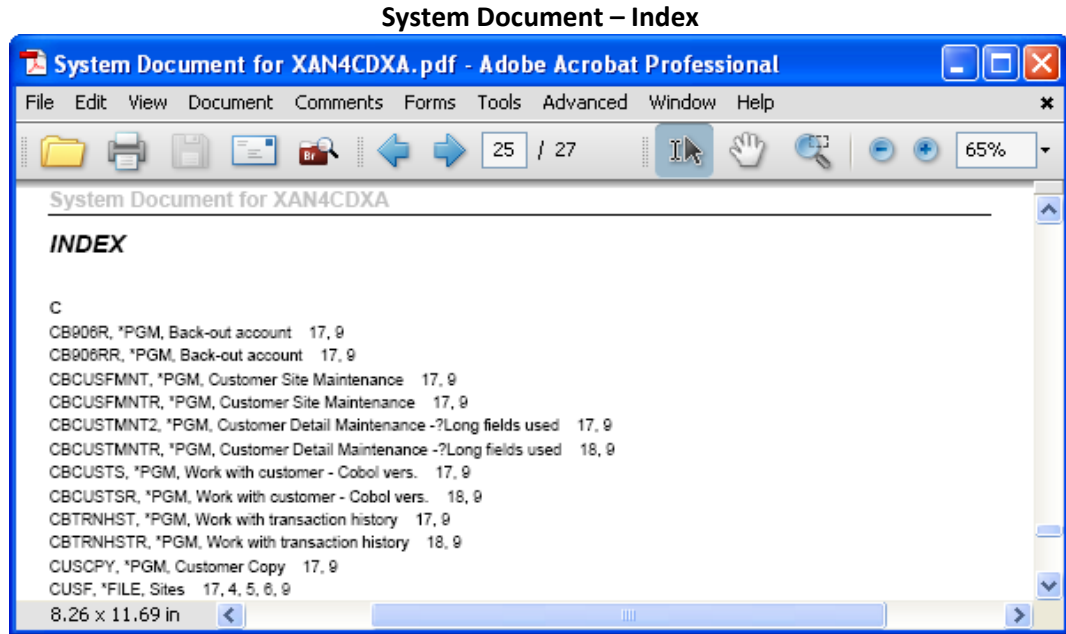 System Document – Index
System Document for XAN4CDXA.pdf - Adobe Acrobat Professional
File Edit View Document Comments Forms Tools Advanced Window Help
Br 25 / 27 65%
System Document for XAN4CDXA
INDEX
C
CB906R, *PGM, Back-out account 17, 9
CB906RR, *PGM, Back-out account 17, 9
CBCUSFMNT, *PGM, Customer Site Maintenance 17, 9
CBCUSFMNTR, *PGM, Customer Site Maintenance 17, 9
CBCUSTMNT2, *PGM, Customer Detail Maintenance -?Long fields used 17, 9
CBCUSTMNTR, *PGM, Customer Detail Maintenance -?Long fields used 18, 9
CBCUSTS, *PGM, Work with customer - Cobol vers. 17, 9
CBCUSTSR, *PGM, Work with customer - Cobol vers. 18, 9
CBTRNHST, *PGM, Work with transaction history 17, 9
CBTRNHSTR, *PGM, Work with transaction history 18, 9
CUSCPY, *PGM, Customer Copy 17, 9
CUSF, *FILE, Sites 17, 4, 5, 6, 9
8.26 x 11.69 in